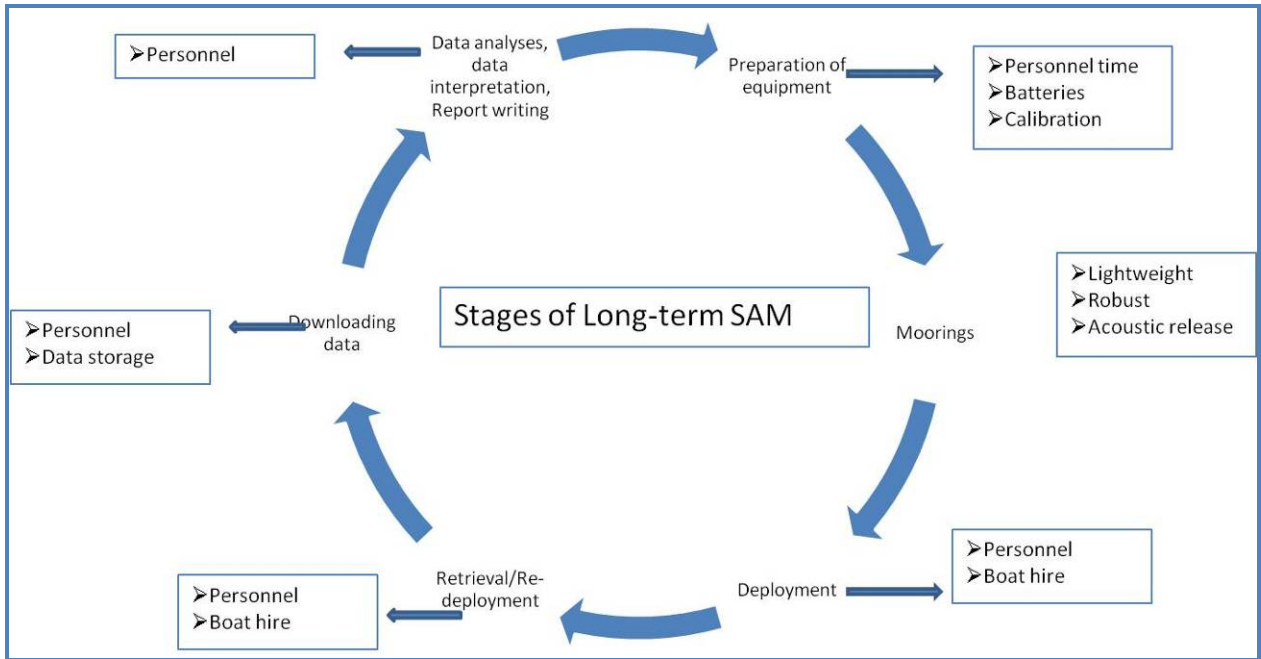 ➢Personnel
Data analyses,
data
interpretation,
Report writing
Preparation of
equipment
➢Personnel time
➢Batteries
➢Calibration
➢Lightweight
➢Robust
➢Acoustic release
Moorings
Stages of Long-term SAM
Downloading
data
➢Personnel
➢Data storage
➢Personnel
➢Boat hire
Deployment
Retrieval/Re-
deployment
➢Personnel
➢Boat hire